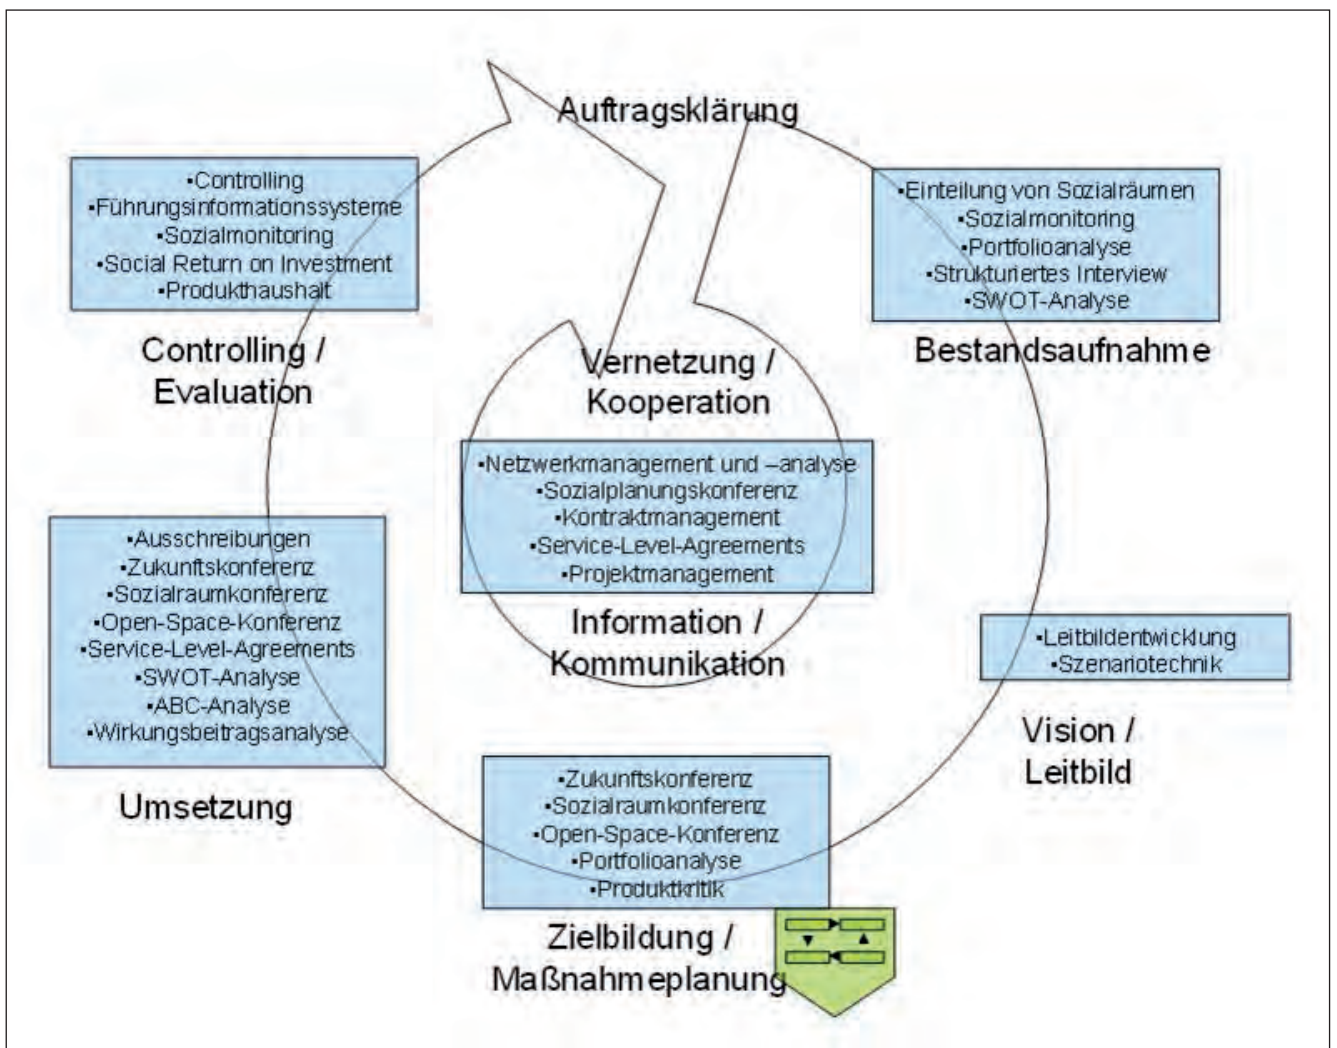 Auftragsklärung
▪Controlling
▪Führungsinformationssysteme
▪Sozialmonitoring
▪Social Return on Investment
▪Produkthaushalt
Controlling /
Evaluation
▪Einteilung von Sozialräumen
▪Sozialmonitoring
▪Portfolioanalyse
▪Strukturiertes Interview
▪SWOT-Analyse
Bestandsaufnahme
Vernetzung /
Kooperation
▪Netzwerkmanagement und –analyse
▪Sozialplanungskonferenz
▪Kontraktmanagement
▪Service-Level-Agreements
▪Projektmanagement
Information /
Kommunikation
▪Ausschreibungen
▪Zukunftskonferenz
▪Sozialraumkonferenz
▪Open-Space-Konferenz
▪Service-Level-Agreements
▪SWOT-Analyse
▪ABC-Analyse
▪Wirkungsbeitragsanalyse
Umsetzung
▪Leitbildentwicklung
▪Szenariotechnik
Vision /
Leitbild
▪Zukunftskonferenz
▪Sozialraumkonferenz
▪Open-Space-Konferenz
▪Portfolioanalyse
▪Produktkritik
Zielbildung /
Maßnahmeplanung